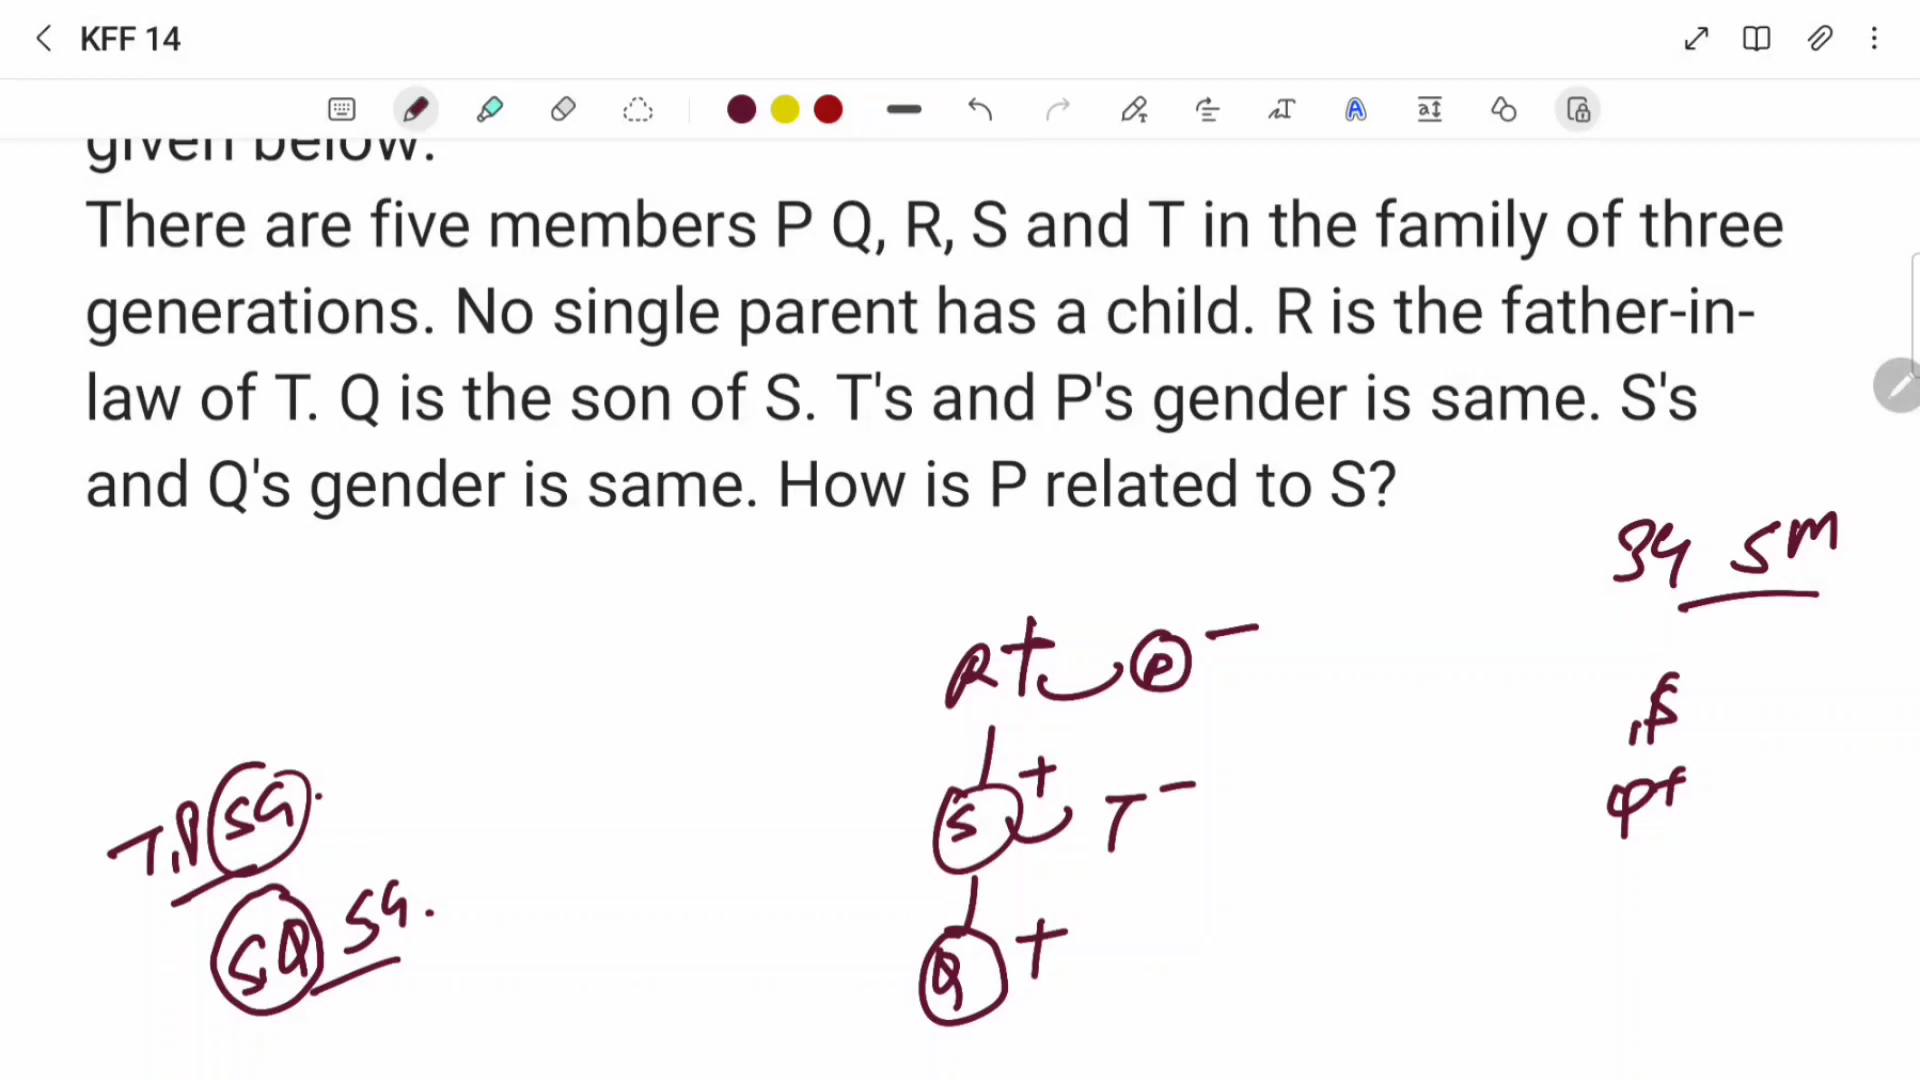 KFF 14
given below.
There are five members P Q, R, S and T in the family of three
generations. No single parent has a child. R is the father-in-
law of T. Q is the son of S. T's and P's gender is same. S's
and Q's gender is same. How is P related to S?
3G 5M
R+ P -
S + T -
T.P SG.
SQ SG.
Q +